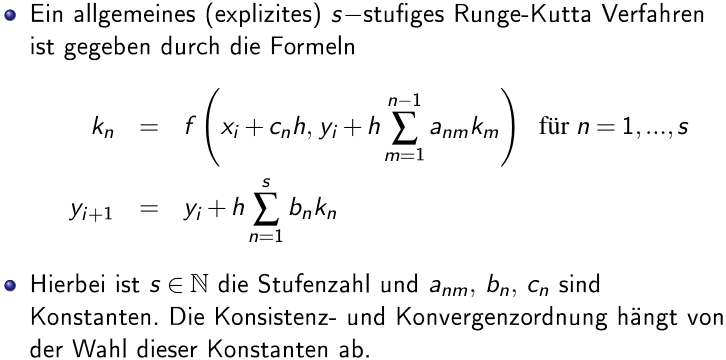 • Ein allgemeines (explizites) s−stufiges Runge-Kutta Verfahren
ist gegeben durch die Formeln
k_n = f ( x_i + c_n h, y_i + h ∑_{m=1}^{n−1} a_{nm} k_m ) für n = 1, ..., s
y_{i+1} = y_i + h ∑_{n=1}^{s} b_n k_n
• Hierbei ist s ∈ ℕ die Stufenzahl und a_{nm}, b_n, c_n sind
Konstanten. Die Konsistenz- und Konvergenzordnung hängt von
der Wahl dieser Konstanten ab.